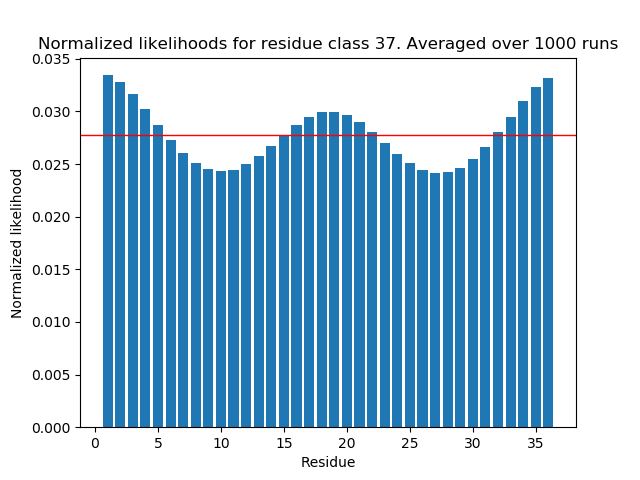 Normalized likelihoods for residue class 37. Averaged over 1000 runs
0.035
0.030
0.025
0.020
0.015
0.010
0.005
0.000
Normalized likelihood
0 5 10 15 20 25 30 35
Residue